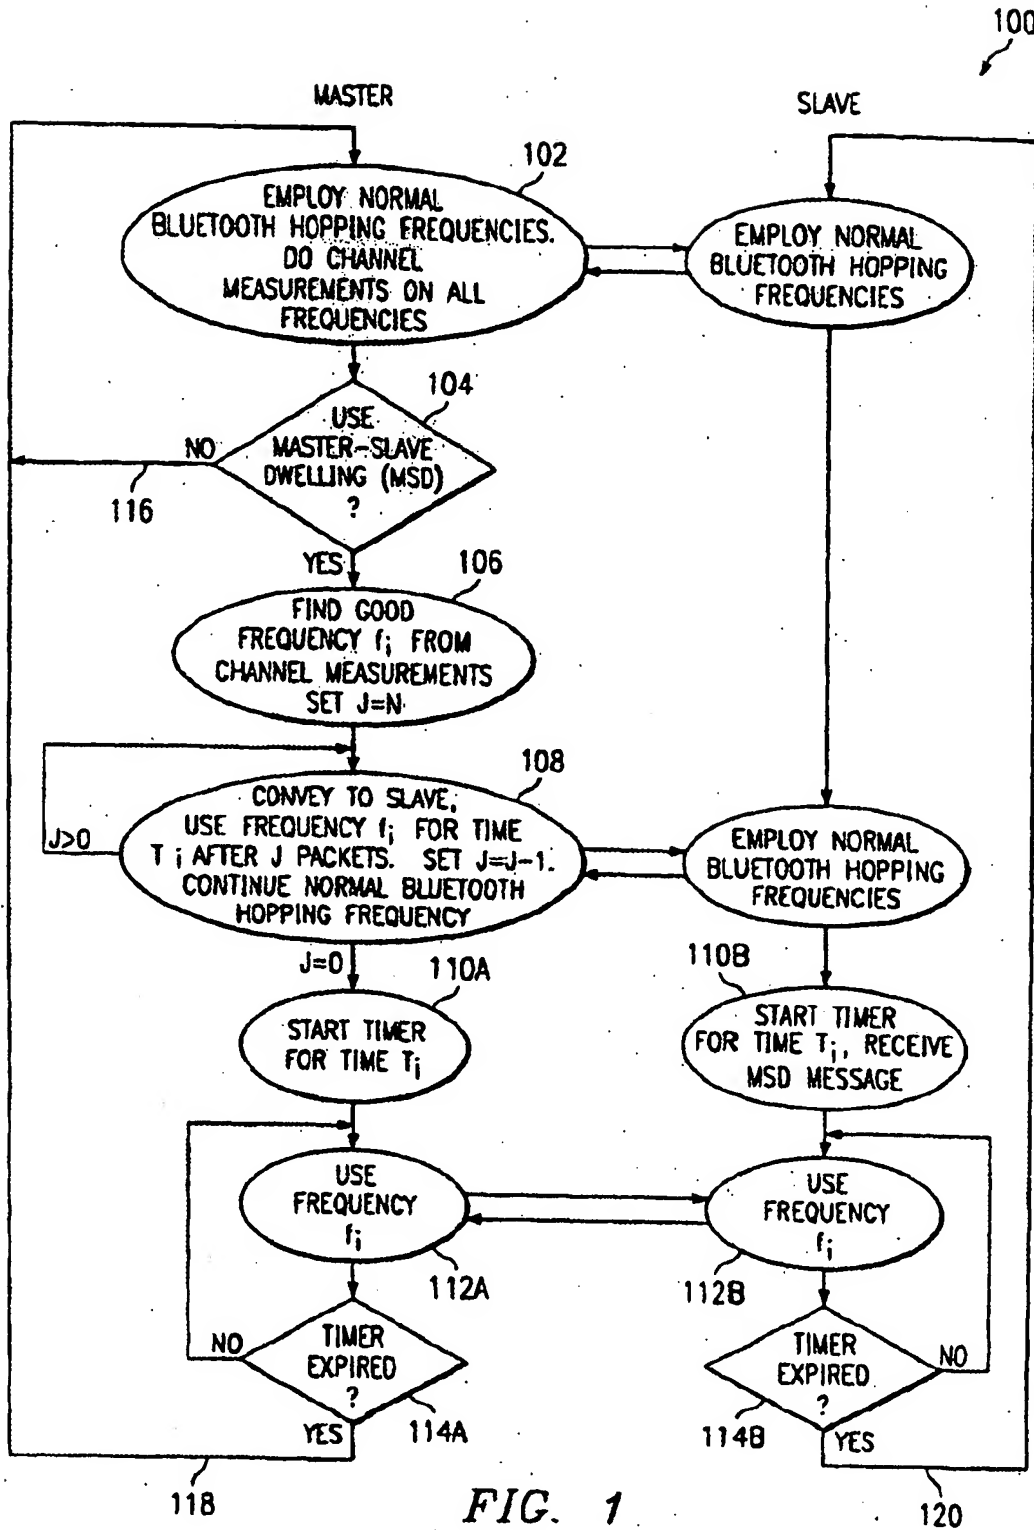 100
MASTER
SLAVE
102
EMPLOY NORMAL
BLUETOOTH HOPPING FREQUENCIES.
DO CHANNEL
MEASUREMENTS ON ALL
FREQUENCIES
EMPLOY NORMAL
BLUETOOTH HOPPING
FREQUENCIES
104
USE
MASTER-SLAVE
DWELLING (MSD)
?
NO
116
YES
106
FIND GOOD
FREQUENCY fi FROM
CHANNEL MEASUREMENTS
SET J=N
108
J>0
CONVEY TO SLAVE,
USE FREQUENCY fi FOR TIME
Ti AFTER J PACKETS. SET J=J-1.
CONTINUE NORMAL BLUETOOTH
HOPPING FREQUENCY
EMPLOY NORMAL
BLUETOOTH HOPPING
FREQUENCIES
J=0
110A
110B
START TIMER
FOR TIME Ti
START TIMER
FOR TIME Ti, RECEIVE
MSD MESSAGE
USE
FREQUENCY
fi
USE
FREQUENCY
fi
112A
112B
NO
TIMER
EXPIRED
?
TIMER
EXPIRED
?
NO
YES
114A
114B
YES
118
FIG. 1
120